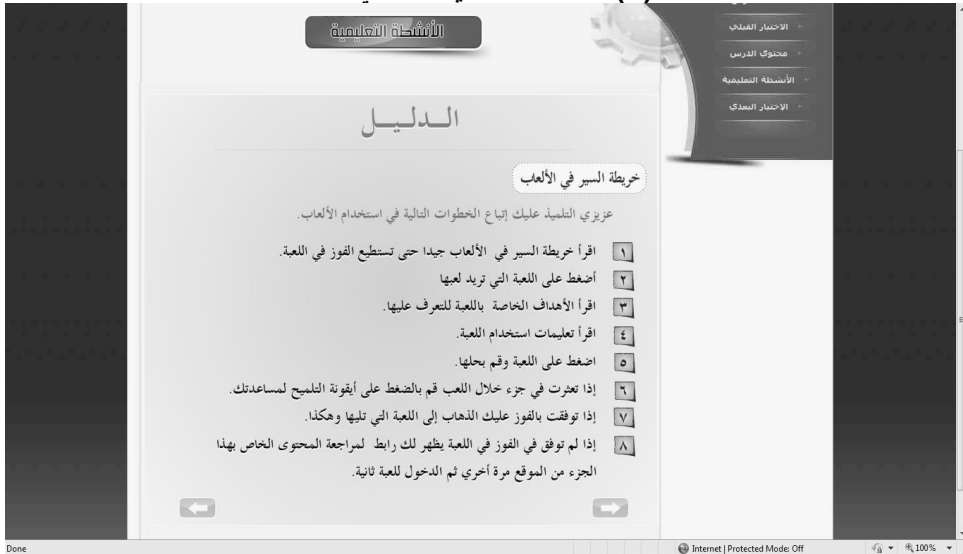 الاختبار القبلي
محتوى الدرس
الأنشطة التعليمية
الاختبار البعدي
الأنشطة التعليمية
الدليل
خريطة السير في الألعاب
عزيزي التلميذ عليك إتباع الخطوات التالية في استخدام الألعاب.
١ اقرأ خريطة السير في الألعاب جيدا حتى تستطيع الفوز في اللعبة.
٢ أضغط على اللعبة التي تريد لعبها
٣ اقرأ الأهداف الخاصة باللعبة للتعرف عليها.
٤ اقرأ تعليمات استخدام اللعبة.
٥ اضغط على اللعبة وقم بحلها.
٦ إذا تعثرت في جزء خلال اللعب قم بالضغط على أيقونة التلميح لمساعدتك.
٧ إذا توفقت بالفوز عليك الذهاب إلى اللعبة التي تليها وهكذا.
٨ إذا لم توفق في الفوز في اللعبة يظهر لك رابط لمراجعة المحتوى الخاص بهذا
الجزء من الموقع مرة أخري ثم الدخول للعبة ثانية.
Done
Internet | Protected Mode: Off
100%